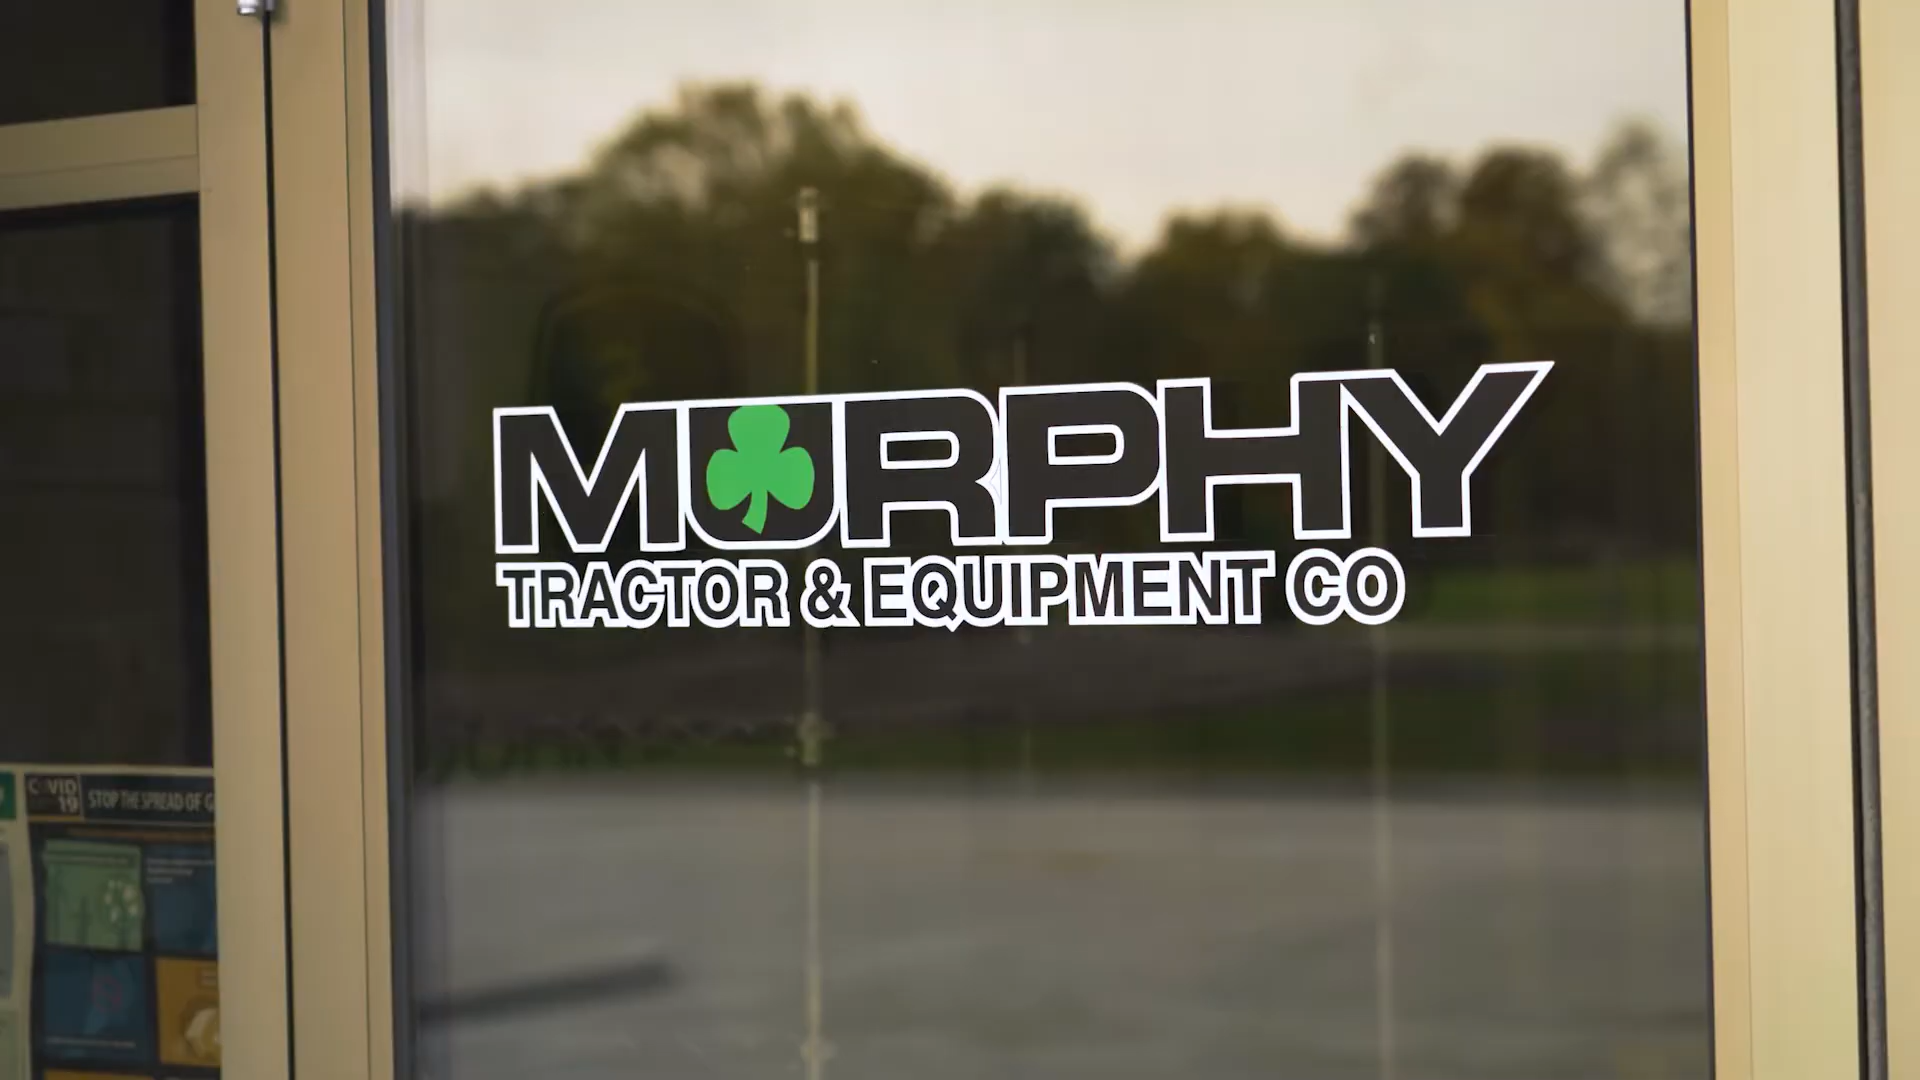 MURPHY
TRACTOR & EQUIPMENT CO
COVID
19
STOP THE SPREAD OF G